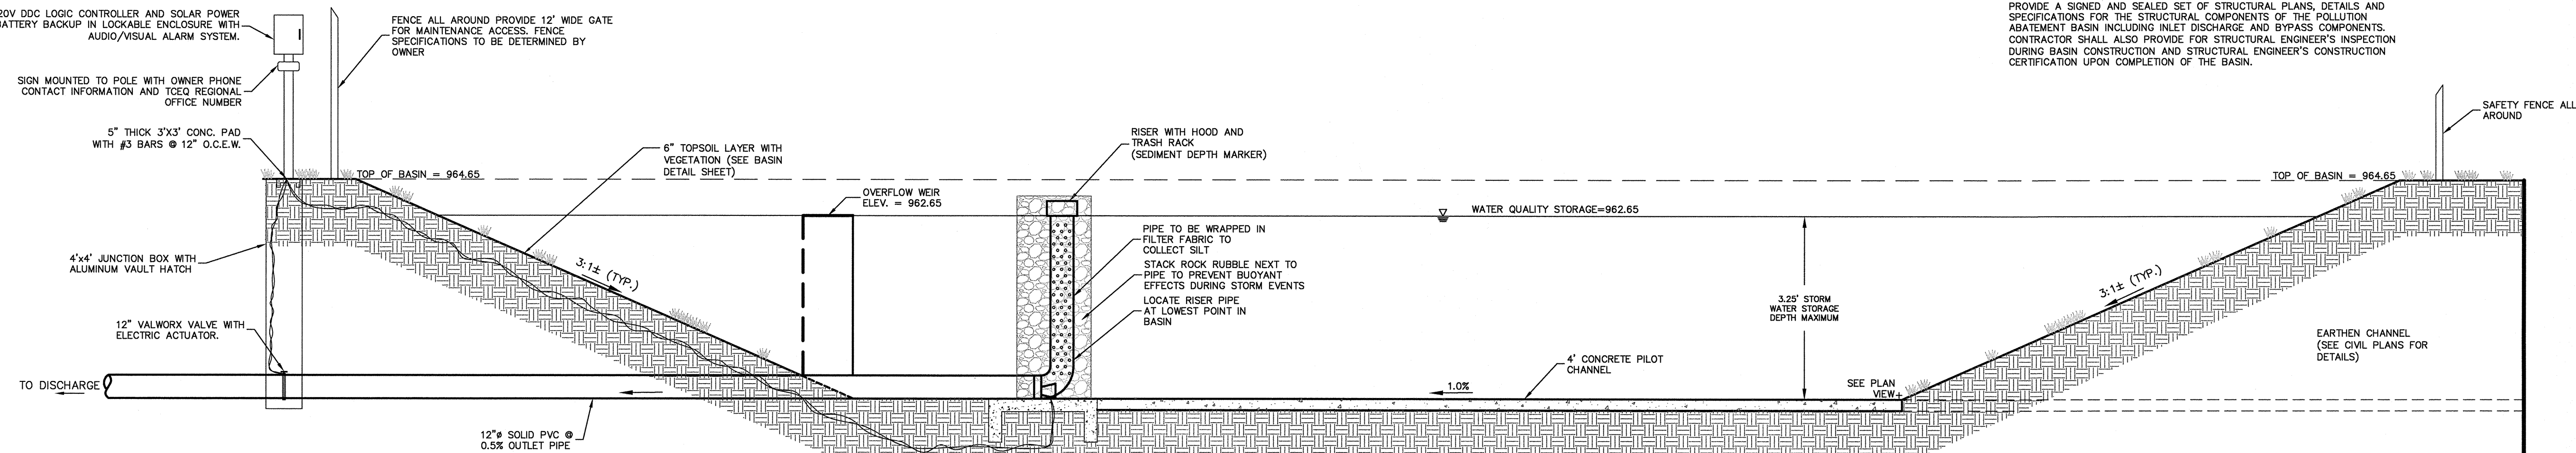 20V DDC LOGIC CONTROLLER AND SOLAR POWER
BATTERY BACKUP IN LOCKABLE ENCLOSURE WITH
AUDIO/VISUAL ALARM SYSTEM.
SIGN MOUNTED TO POLE WITH OWNER PHONE
CONTACT INFORMATION AND TCEQ REGIONAL
OFFICE NUMBER
5" THICK 3'X3' CONC. PAD
WITH #3 BARS @ 12" O.C.E.W.
4'x4' JUNCTION BOX WITH
ALUMINUM VAULT HATCH
12" VALWORX VALVE WITH
ELECTRIC ACTUATOR.
TO DISCHARGE
FENCE ALL AROUND PROVIDE 12' WIDE GATE
FOR MAINTENANCE ACCESS. FENCE
SPECIFICATIONS TO BE DETERMINED BY
OWNER
TOP OF BASIN = 964.65
6" TOPSOIL LAYER WITH
VEGETATION (SEE BASIN
DETAIL SHEET)
3:1± (TYP.)
12"ø SOLID PVC @
0.5% OUTLET PIPE
OVERFLOW WEIR
ELEV. = 962.65
RISER WITH HOOD AND
TRASH RACK
(SEDIMENT DEPTH MARKER)
PIPE TO BE WRAPPED IN
FILTER FABRIC TO
COLLECT SILT
STACK ROCK RUBBLE NEXT TO
PIPE TO PREVENT BUOYANT
EFFECTS DURING STORM EVENTS
LOCATE RISER PIPE
AT LOWEST POINT IN
BASIN
WATER QUALITY STORAGE=962.65
3.25' STORM
WATER STORAGE
DEPTH MAXIMUM
4' CONCRETE PILOT
CHANNEL
1.0%
SEE PLAN
VIEW
PROVIDE A SIGNED AND SEALED SET OF STRUCTURAL PLANS, DETAILS AND
SPECIFICATIONS FOR THE STRUCTURAL COMPONENTS OF THE POLLUTION
ABATEMENT BASIN INCLUDING INLET DISCHARGE AND BYPASS COMPONENTS.
CONTRACTOR SHALL ALSO PROVIDE FOR STRUCTURAL ENGINEER'S INSPECTION
DURING BASIN CONSTRUCTION AND STRUCTURAL ENGINEER'S CONSTRUCTION
CERTIFICATION UPON COMPLETION OF THE BASIN.
SAFETY FENCE ALL
AROUND
TOP OF BASIN = 964.65
3:1± (TYP.)
EARTHEN CHANNEL
(SEE CIVIL PLANS FOR
DETAILS)